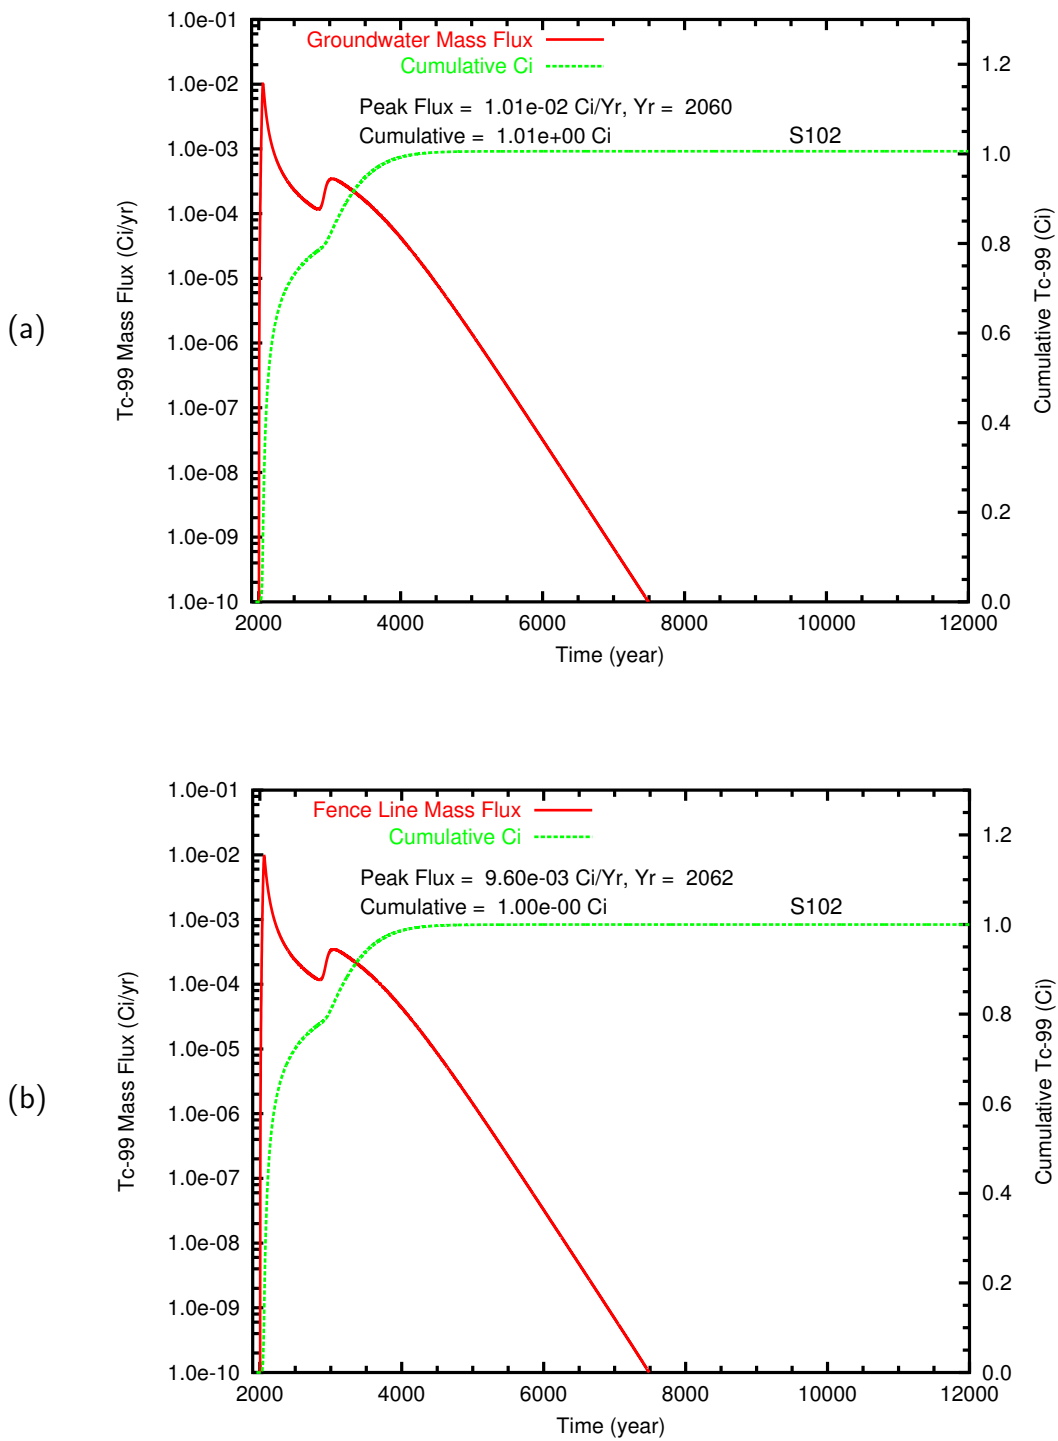 (a)
Groundwater Mass Flux
Cumulative Ci
Peak Flux = 1.01e-02 Ci/Yr, Yr = 2060
Cumulative = 1.01e+00 Ci
S102
Tc-99 Mass Flux (Ci/yr)
1.0e-01
1.0e-02
1.0e-03
1.0e-04
1.0e-05
1.0e-06
1.0e-07
1.0e-08
1.0e-09
1.0e-10
2000 4000 6000 8000 10000 12000
Time (year)
1.2
1.0
0.8
0.6
0.4
0.2
0.0
Cumulative Tc-99 (Ci)
(b)
Fence Line Mass Flux
Cumulative Ci
Peak Flux = 9.60e-03 Ci/Yr, Yr = 2062
Cumulative = 1.00e-00 Ci
S102
Tc-99 Mass Flux (Ci/yr)
1.0e-01
1.0e-02
1.0e-03
1.0e-04
1.0e-05
1.0e-06
1.0e-07
1.0e-08
1.0e-09
1.0e-10
2000 4000 6000 8000 10000 12000
Time (year)
1.2
1.0
0.8
0.6
0.4
0.2
0.0
Cumulative Tc-99 (Ci)